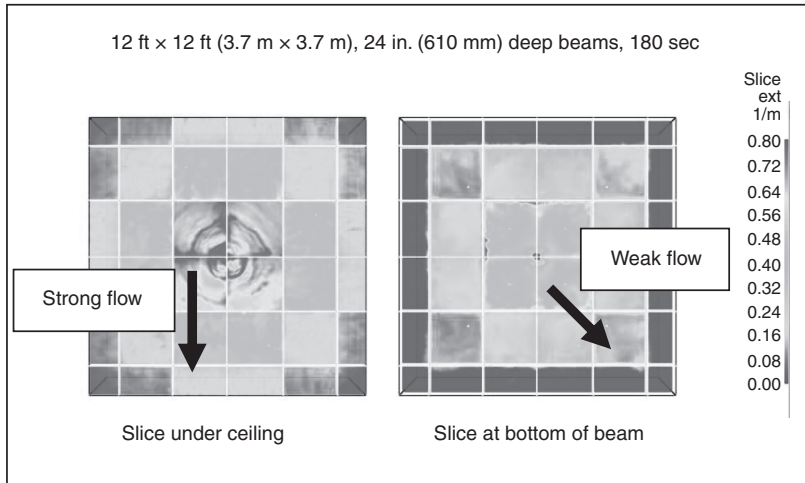 12 ft × 12 ft (3.7 m × 3.7 m), 24 in. (610 mm) deep beams, 180 sec
Slice
ext
1/m
0.80
0.72
0.64
0.56
0.48
0.40
0.32
0.24
0.16
0.08
0.00
Strong flow
Weak flow
Slice under ceiling
Slice at bottom of beam